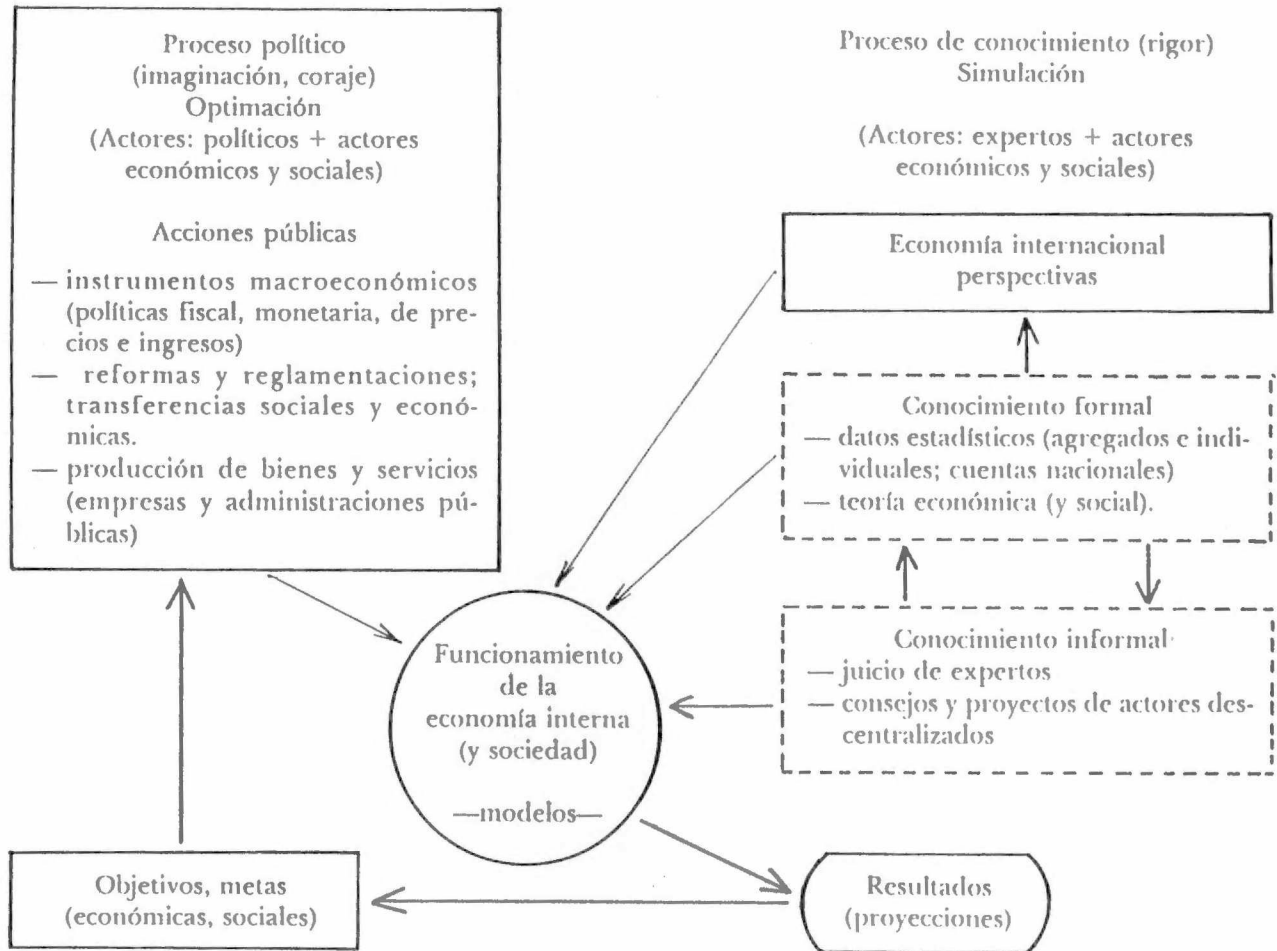 Proceso político
(imaginación, coraje)
Optimación
(Actores: políticos + actores
económicos y sociales)
Acciones públicas
— instrumentos macroeconómicos
(políticas fiscal, monetaria, de pre-
cios e ingresos)
— reformas y reglamentaciones;
transferencias sociales y econó-
micas.
— producción de bienes y servicios
(empresas y administraciones pú-
blicas)
Proceso de conocimiento (rigor)
Simulación
(Actores: expertos + actores
económicos y sociales)
Economía internacional
perspectivas
Conocimiento formal
— datos estadísticos (agregados e indi-
viduales; cuentas nacionales)
— teoría económica (y social).
Conocimiento informal
— juicio de expertos
— consejos y proyectos de actores des-
centralizados
Funcionamiento
de la
economía interna
(y sociedad)
—modelos—
Objetivos, metas
(económicas, sociales)
Resultados
(proyecciones)